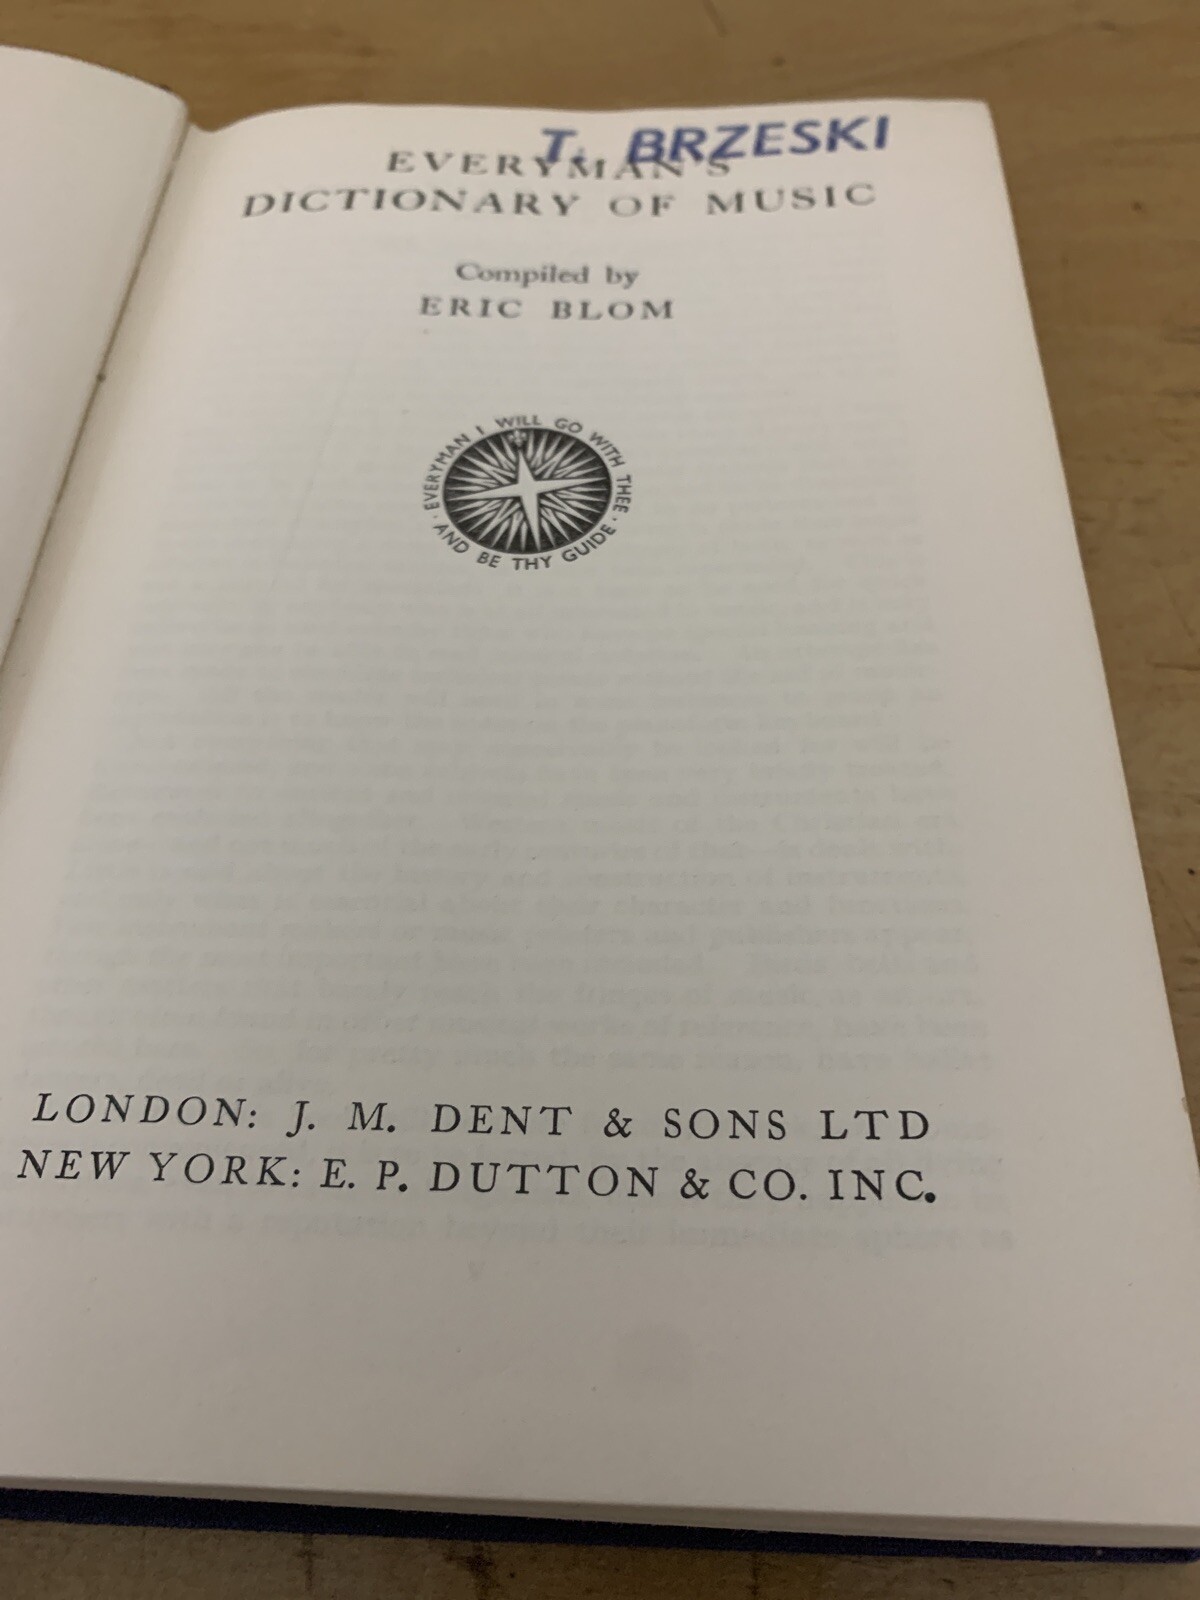 T. BRZESKI
EVERYMAN'S
DICTIONARY OF MUSIC
Compiled by
ERIC BLOM
EVERYMAN I WILL GO WITH THEE
· AND BE THY GUIDE ·
LONDON: J. M. DENT & SONS LTD
NEW YORK: E. P. DUTTON & CO. INC.